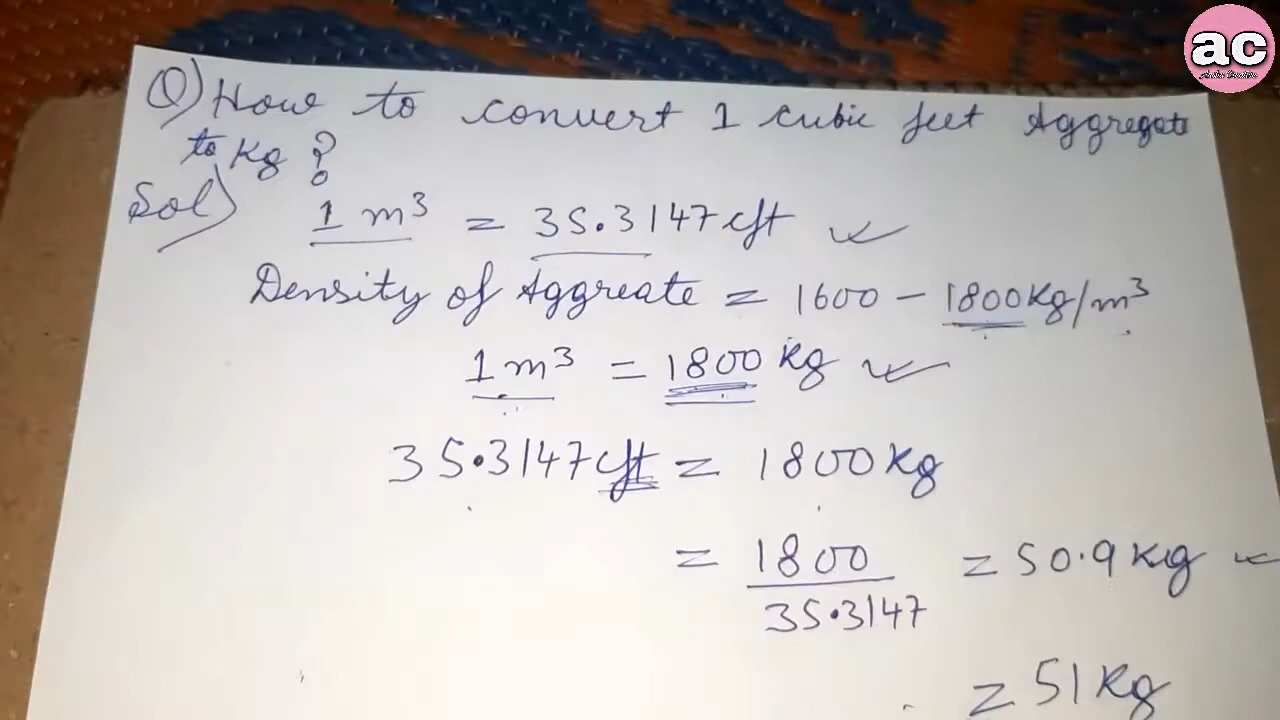 ac
Q) How to convert 1 cubic feet Aggregate
to Kg ?
Sol)
1 m³ = 35.3147 cft
Density of Aggreate = 1600 - 1800 Kg/m³
1 m³ = 1800 kg
35.3147 cft = 1800 kg
= 1800 / 35.3147 = 50.9 Kg
= 51 Kg